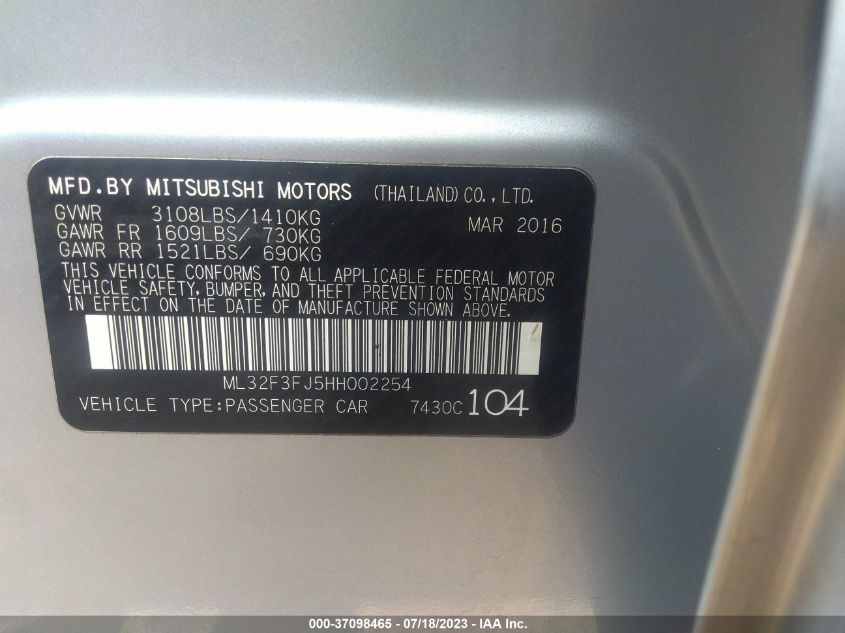 MFD.BY MITSUBISHI MOTORS (THAILAND)CO.,LTD.
GVWR 3108LBS/1410KG MAR 2016
GAWR FR 1609LBS/ 730KG
GAWR RR 1521LBS/ 690KG
THIS VEHICLE CONFORMS TO ALL APPLICABLE FEDERAL MOTOR
VEHICLE SAFETY, BUMPER, AND THEFT PREVENTION STANDARDS
IN EFFECT ON THE DATE OF MANUFACTURE SHOWN ABOVE.
ML32F3FJ5HH002254
VEHICLE TYPE:PASSENGER CAR 7430C 104
000-37098465 - 07/18/2023 - IAA Inc.